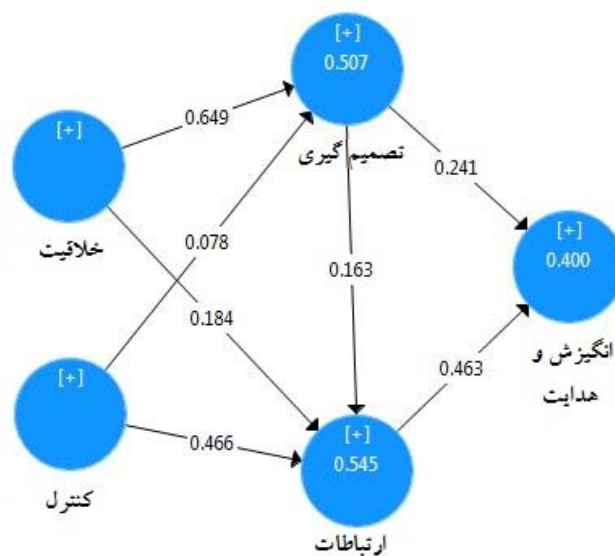 [+]
0.507
تصمیم گیری
[+]
خلاقیت
0.649
0.241
0.078
0.163
0.184
[+]
0.400
انگیزش و
هدایت
[+]
کنترل
0.466
0.463
[+]
0.545
ارتباطات